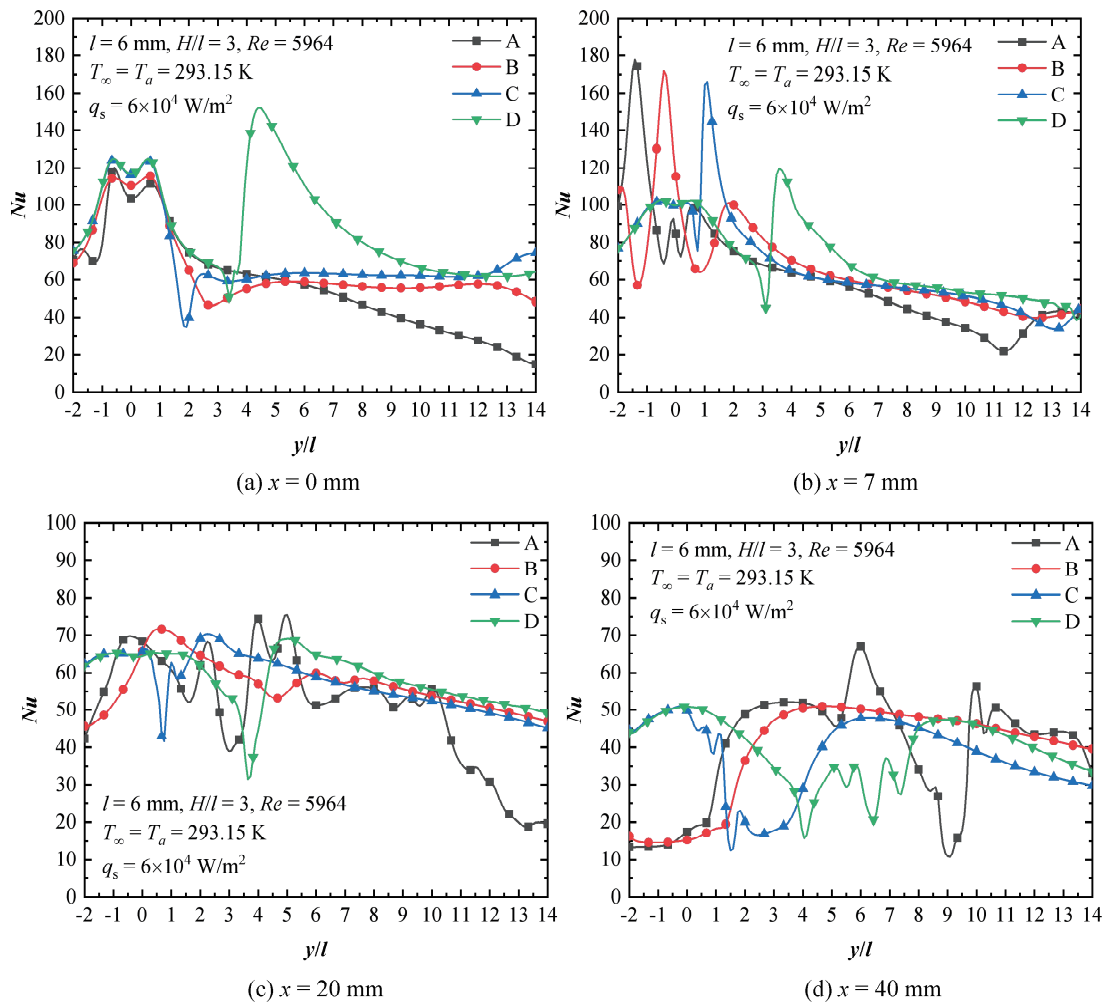 l = 6 mm, H/l = 3, Re = 5964
T∞ = Ta = 293.15 K
qs = 6×10⁴ W/m²
A
B
C
D
200
180
160
140
120
100
80
60
40
20
0
Nu
-2 -1 0 1 2 3 4 5 6 7 8 9 10 11 12 13 14
y/l
(a) x = 0 mm
l = 6 mm, H/l = 3, Re = 5964
T∞ = Ta = 293.15 K
qs = 6×10⁴ W/m²
A
B
C
D
200
180
160
140
120
100
80
60
40
20
0
Nu
-2 -1 0 1 2 3 4 5 6 7 8 9 10 11 12 13 14
y/l
(b) x = 7 mm
A
B
C
D
100
90
80
70
60
50
40
30
20
10
0
Nu
l = 6 mm, H/l = 3, Re = 5964
T∞ = Ta = 293.15 K
qs = 6×10⁴ W/m²
-2 -1 0 1 2 3 4 5 6 7 8 9 10 11 12 13 14
y/l
(c) x = 20 mm
l = 6 mm, H/l = 3, Re = 5964
T∞ = Ta = 293.15 K
qs = 6×10⁴ W/m²
A
B
C
D
100
90
80
70
60
50
40
30
20
10
0
Nu
-2 -1 0 1 2 3 4 5 6 7 8 9 10 11 12 13 14
y/l
(d) x = 40 mm